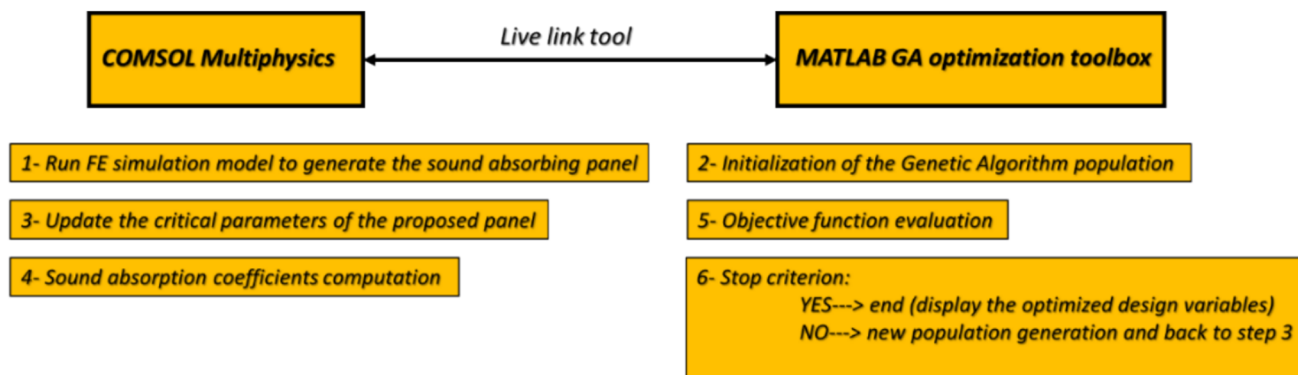 COMSOL Multiphysics
Live link tool
MATLAB GA optimization toolbox
1- Run FE simulation model to generate the sound absorbing panel
2- Initialization of the Genetic Algorithm population
3- Update the critical parameters of the proposed panel
5- Objective function evaluation
4- Sound absorption coefficients computation
6- Stop criterion:
YES---> end (display the optimized design variables)
NO---> new population generation and back to step 3